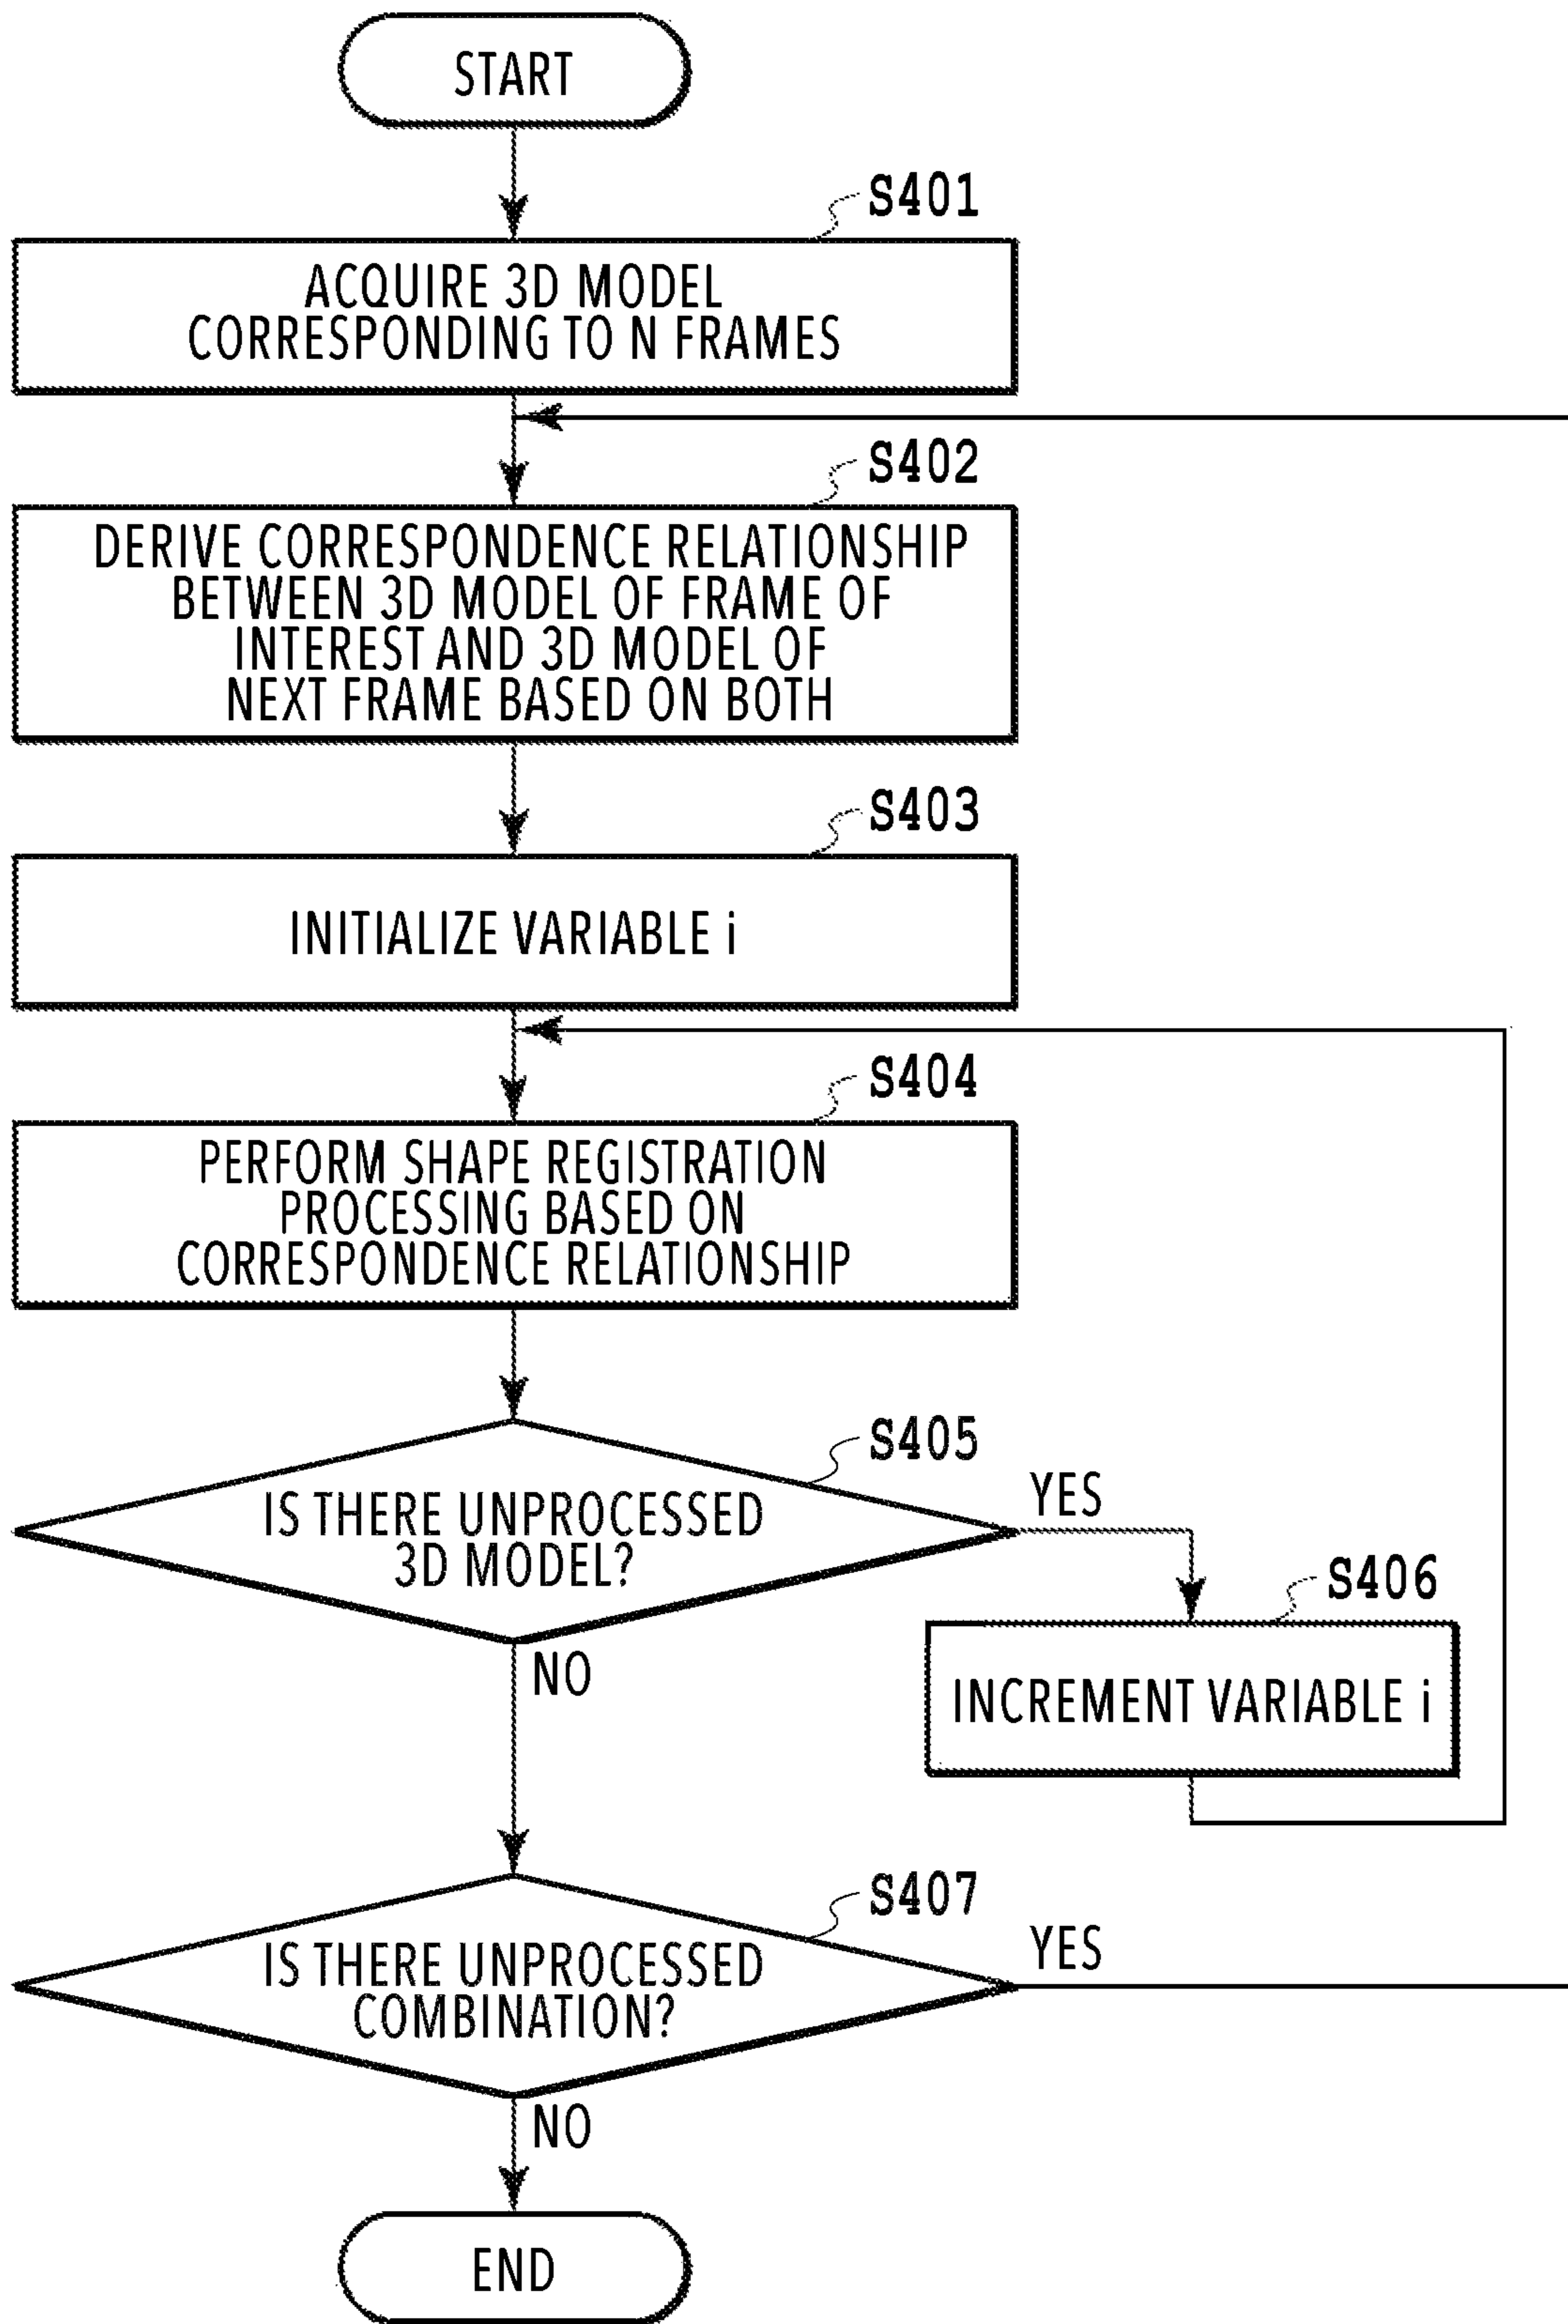 START
S401
ACQUIRE 3D MODEL
CORRESPONDING TO N FRAMES
S402
DERIVE CORRESPONDENCE RELATIONSHIP
BETWEEN 3D MODEL OF FRAME OF
INTEREST AND 3D MODEL OF
NEXT FRAME BASED ON BOTH
S403
INITIALIZE VARIABLE i
S404
PERFORM SHAPE REGISTRATION
PROCESSING BASED ON
CORRESPONDENCE RELATIONSHIP
S405
IS THERE UNPROCESSED
3D MODEL?
YES
S406
INCREMENT VARIABLE i
NO
S407
IS THERE UNPROCESSED
COMBINATION?
YES
NO
END